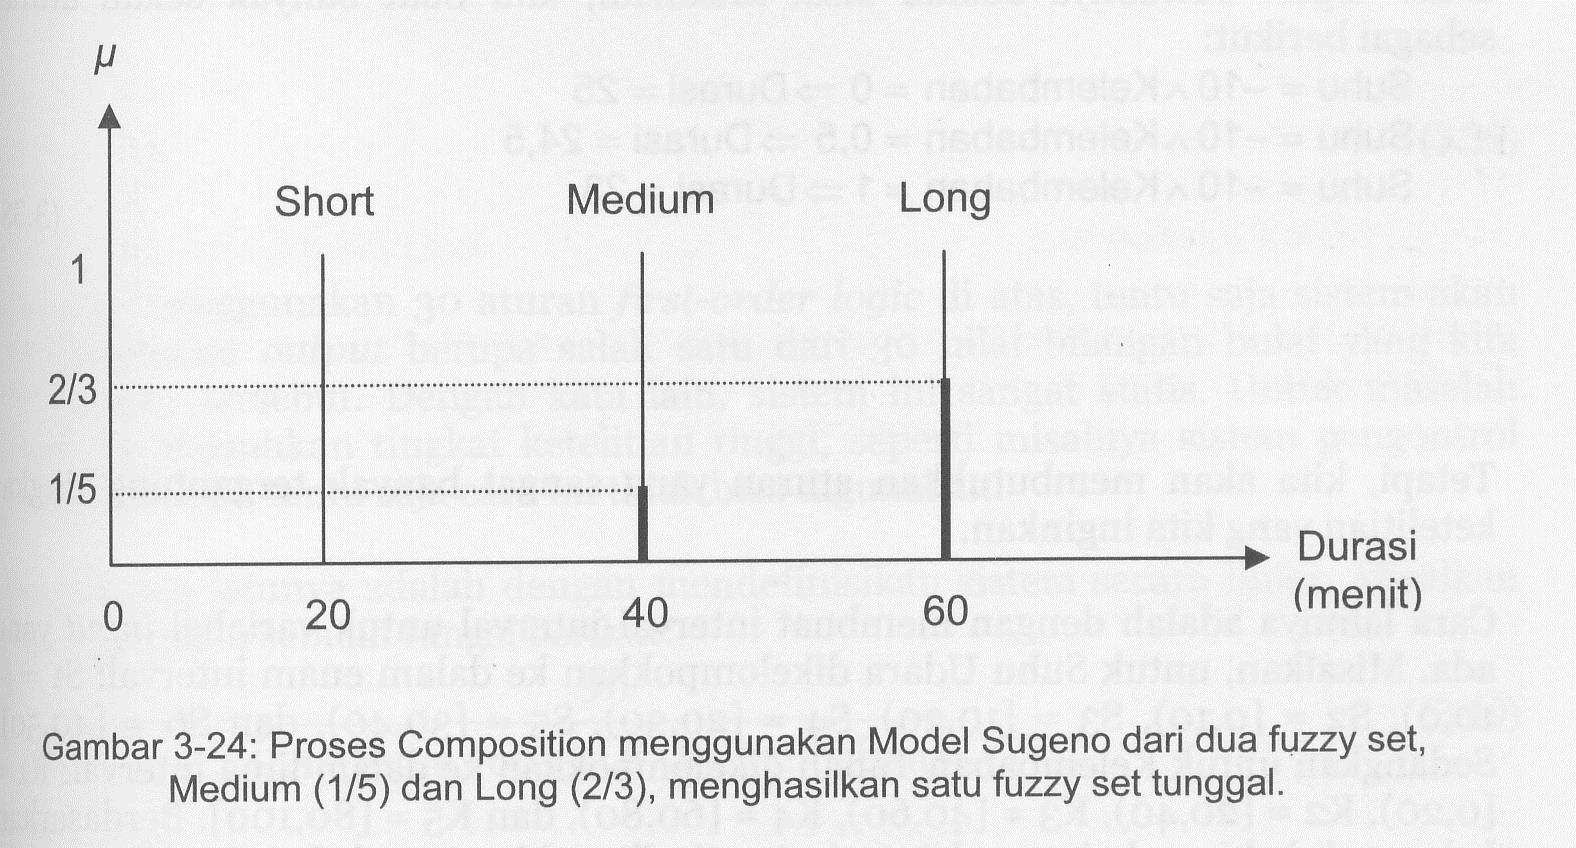 μ
Short Medium Long
1
2/3
1/5
Durasi
(menit)
0 20 40 60
Gambar 3-24: Proses Composition menggunakan Model Sugeno dari dua fuzzy set,
Medium (1/5) dan Long (2/3), menghasilkan satu fuzzy set tunggal.